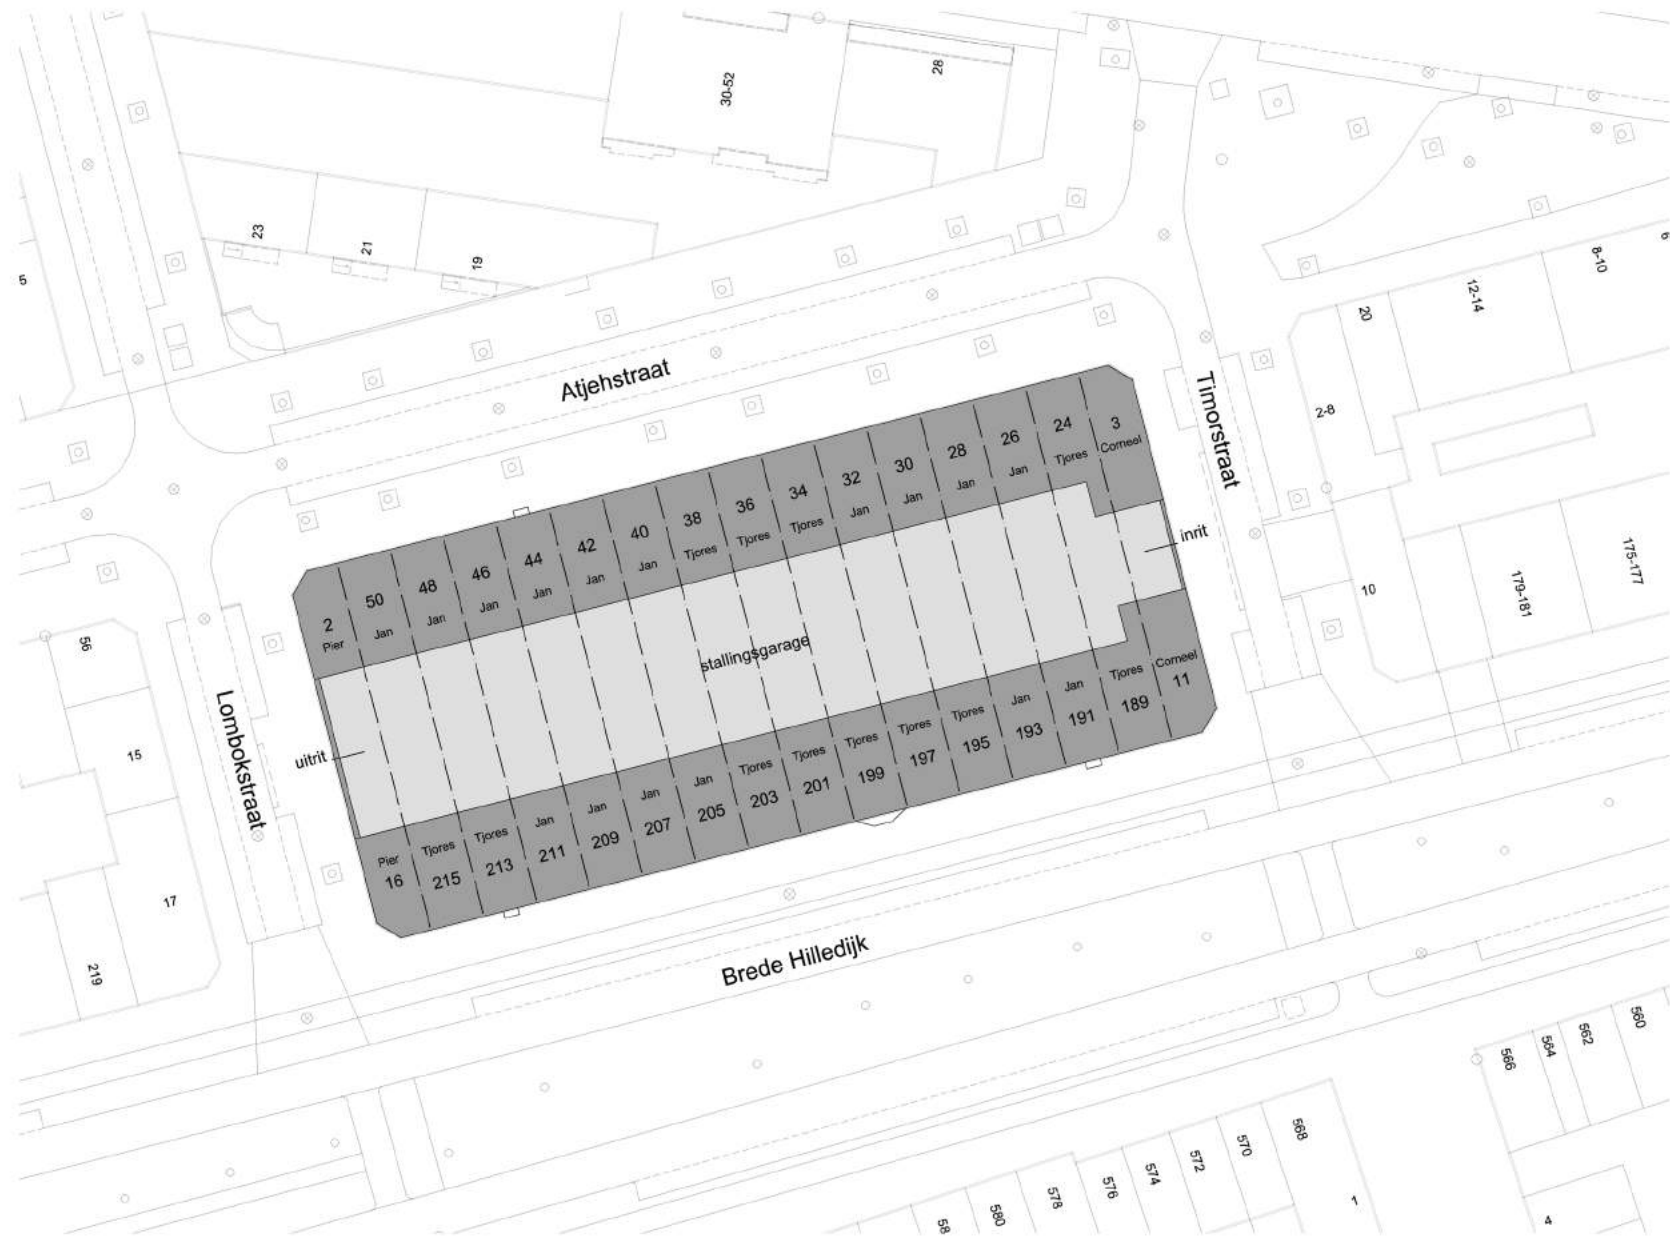 30-52
28
23
21
19
5
6
8-10
12-14
20
2-8
Atjehstraat
Timorstraat
2
Pier
50
Jan
48
Jan
46
Jan
44
Jan
42
Jan
40
Jan
38
Tjores
36
Tjores
34
Tjores
32
Jan
30
Jan
28
Jan
26
Jan
24
Tjores
3
Corneel
inrit
10
179-181
175-177
stallingsgarage
56
15
17
219
Lombokstraat
uitrit
Pier
16
Tjores
215
Tjores
213
Jan
211
Jan
209
Jan
207
Jan
205
Tjores
203
Tjores
201
Tjores
199
Tjores
197
Tjores
195
Jan
193
Jan
191
Tjores
189
Corneel
11
Brede Hilledijk
566
564
562
560
58
580
578
576
574
572
570
568
1
4